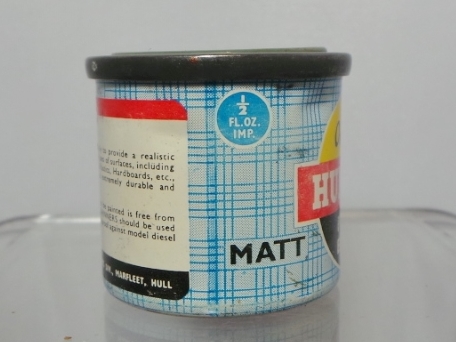 provide a realistic
of surfaces, including
Hardboards, etc.,
extremely durable and
painted is free from
should be used
against model diesel
MARFLEET, HULL
½
FL.OZ.
IMP.
MATT
HU